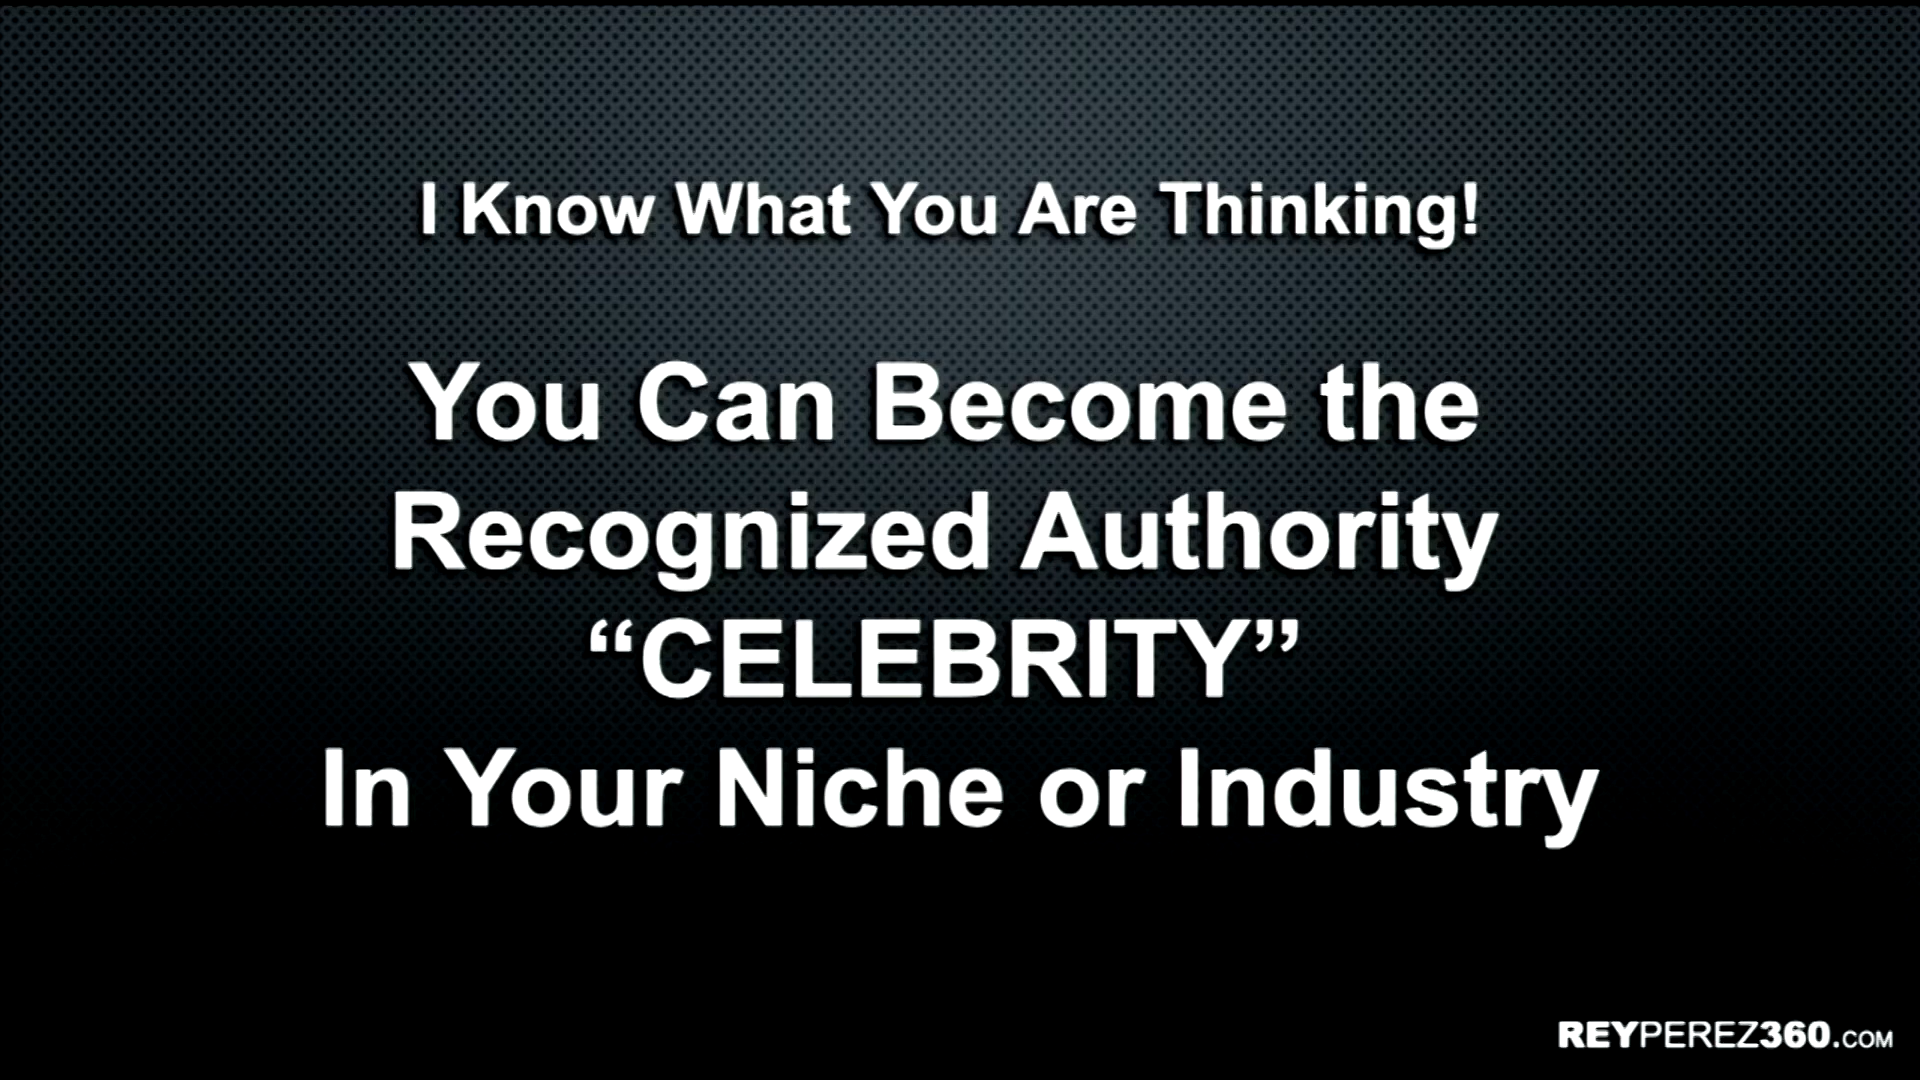 I Know What You Are Thinking!
You Can Become the
Recognized Authority
“CELEBRITY”
In Your Niche or Industry
REYPEREZ360.COM